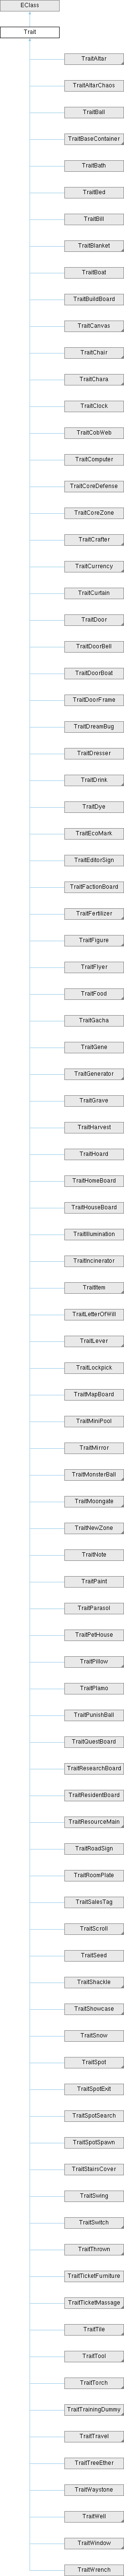 EClass
Trait
TraitAltar
TraitAltarChaos
TraitBall
TraitBaseContainer
TraitBath
TraitBed
TraitBill
TraitBlanket
TraitBoat
TraitBuildBoard
TraitCanvas
TraitChair
TraitChara
TraitClock
TraitCobWeb
TraitComputer
TraitCoreDefense
TraitCoreZone
TraitCrafter
TraitCurrency
TraitCurtain
TraitDoor
TraitDoorBell
TraitDoorBoat
TraitDoorFrame
TraitDreamBug
TraitDresser
TraitDrink
TraitDye
TraitEcoMark
TraitEditorSign
TraitFactionBoard
TraitFertilizer
TraitFigure
TraitFlyer
TraitFood
TraitGacha
TraitGene
TraitGenerator
TraitGrave
TraitHarvest
TraitHoard
TraitHomeBoard
TraitHouseBoard
TraitIllumination
TraitIncinerator
TraitItem
TraitLetterOfWill
TraitLever
TraitLockpick
TraitMapBoard
TraitMiniPool
TraitMirror
TraitMonsterBall
TraitMoongate
TraitNewZone
TraitNote
TraitPaint
TraitParasol
TraitPetHouse
TraitPillow
TraitPlamo
TraitPunishBall
TraitQuestBoard
TraitResearchBoard
TraitResidentBoard
TraitResourceMain
TraitRoadSign
TraitRoomPlate
TraitSalesTag
TraitScroll
TraitSeed
TraitShackle
TraitShowcase
TraitSnow
TraitSpot
TraitSpotExit
TraitSpotSearch
TraitSpotSpawn
TraitStairsCover
TraitSwing
TraitSwitch
TraitThrown
TraitTicketFurniture
TraitTicketMassage
TraitTile
TraitTool
TraitTorch
TraitTrainingDummy
TraitTravel
TraitTreeEther
TraitWaystone
TraitWell
TraitWindow
TraitWrench